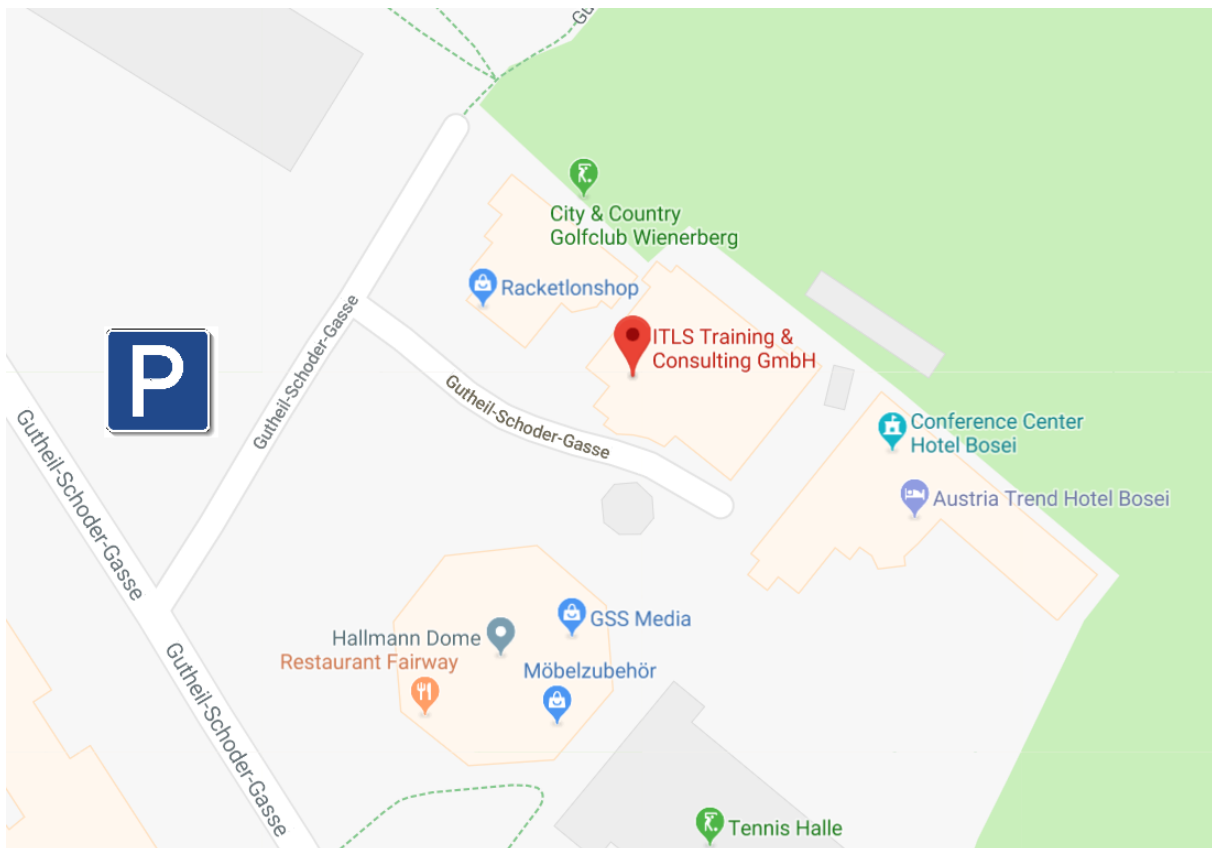 Gu
City & Country
Golfclub Wienerberg
Racketlonshop
ITLS Training &
Consulting GmbH
P
Gutheil-Schoder-Gasse
Gutheil-Schoder-Gasse
Conference Center
Hotel Bosei
Gutheil-Schoder-Gasse
Austria Trend Hotel Bosei
GSS Media
Hallmann Dome
Restaurant Fairway
Möbelzubehör
Gutheil-Schoder-Gasse
Tennis Halle